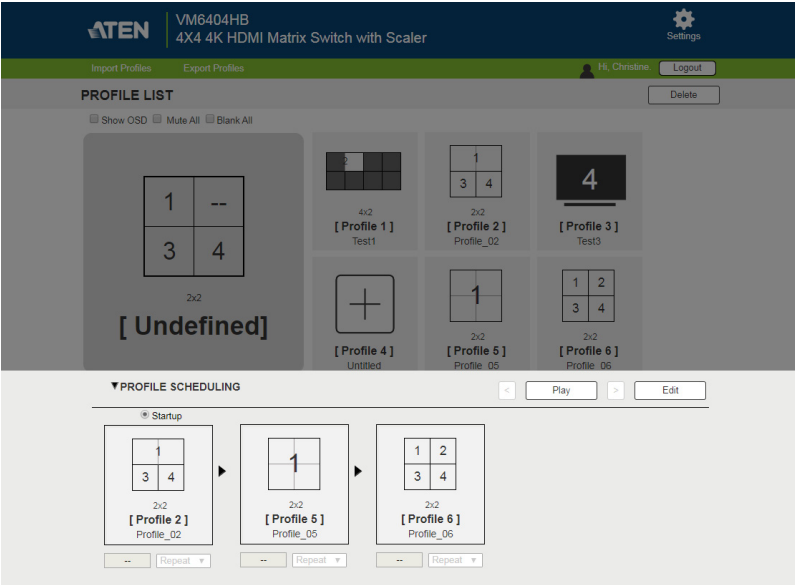 ATEN
VM6404HB
4X4 4K HDMI Matrix Switch with Scaler
Settings
Import Profiles Export Profiles Hi, Christine. Logout
PROFILE LIST Delete
Show OSD Mute All Blank All
1 --
3 4
2x2
[ Undefined]
2
4x2
[ Profile 1 ]
Test1
1
3 4
2x2
[ Profile 2 ]
Profile_02
4
[ Profile 3 ]
Test3
[ Profile 4 ]
Untitled
1
2x2
[ Profile 5 ]
Profile_05
1 2
3 4
2x2
[ Profile 6 ]
Profile_06
▼PROFILE SCHEDULING < Play > Edit
Startup
1
3 4
2x2
[ Profile 2 ]
Profile_02
-- Repeat ▼
1
2x2
[ Profile 5 ]
Profile_05
-- Repeat ▼
1 2
3 4
2x2
[ Profile 6 ]
Profile_06
-- Repeat ▼